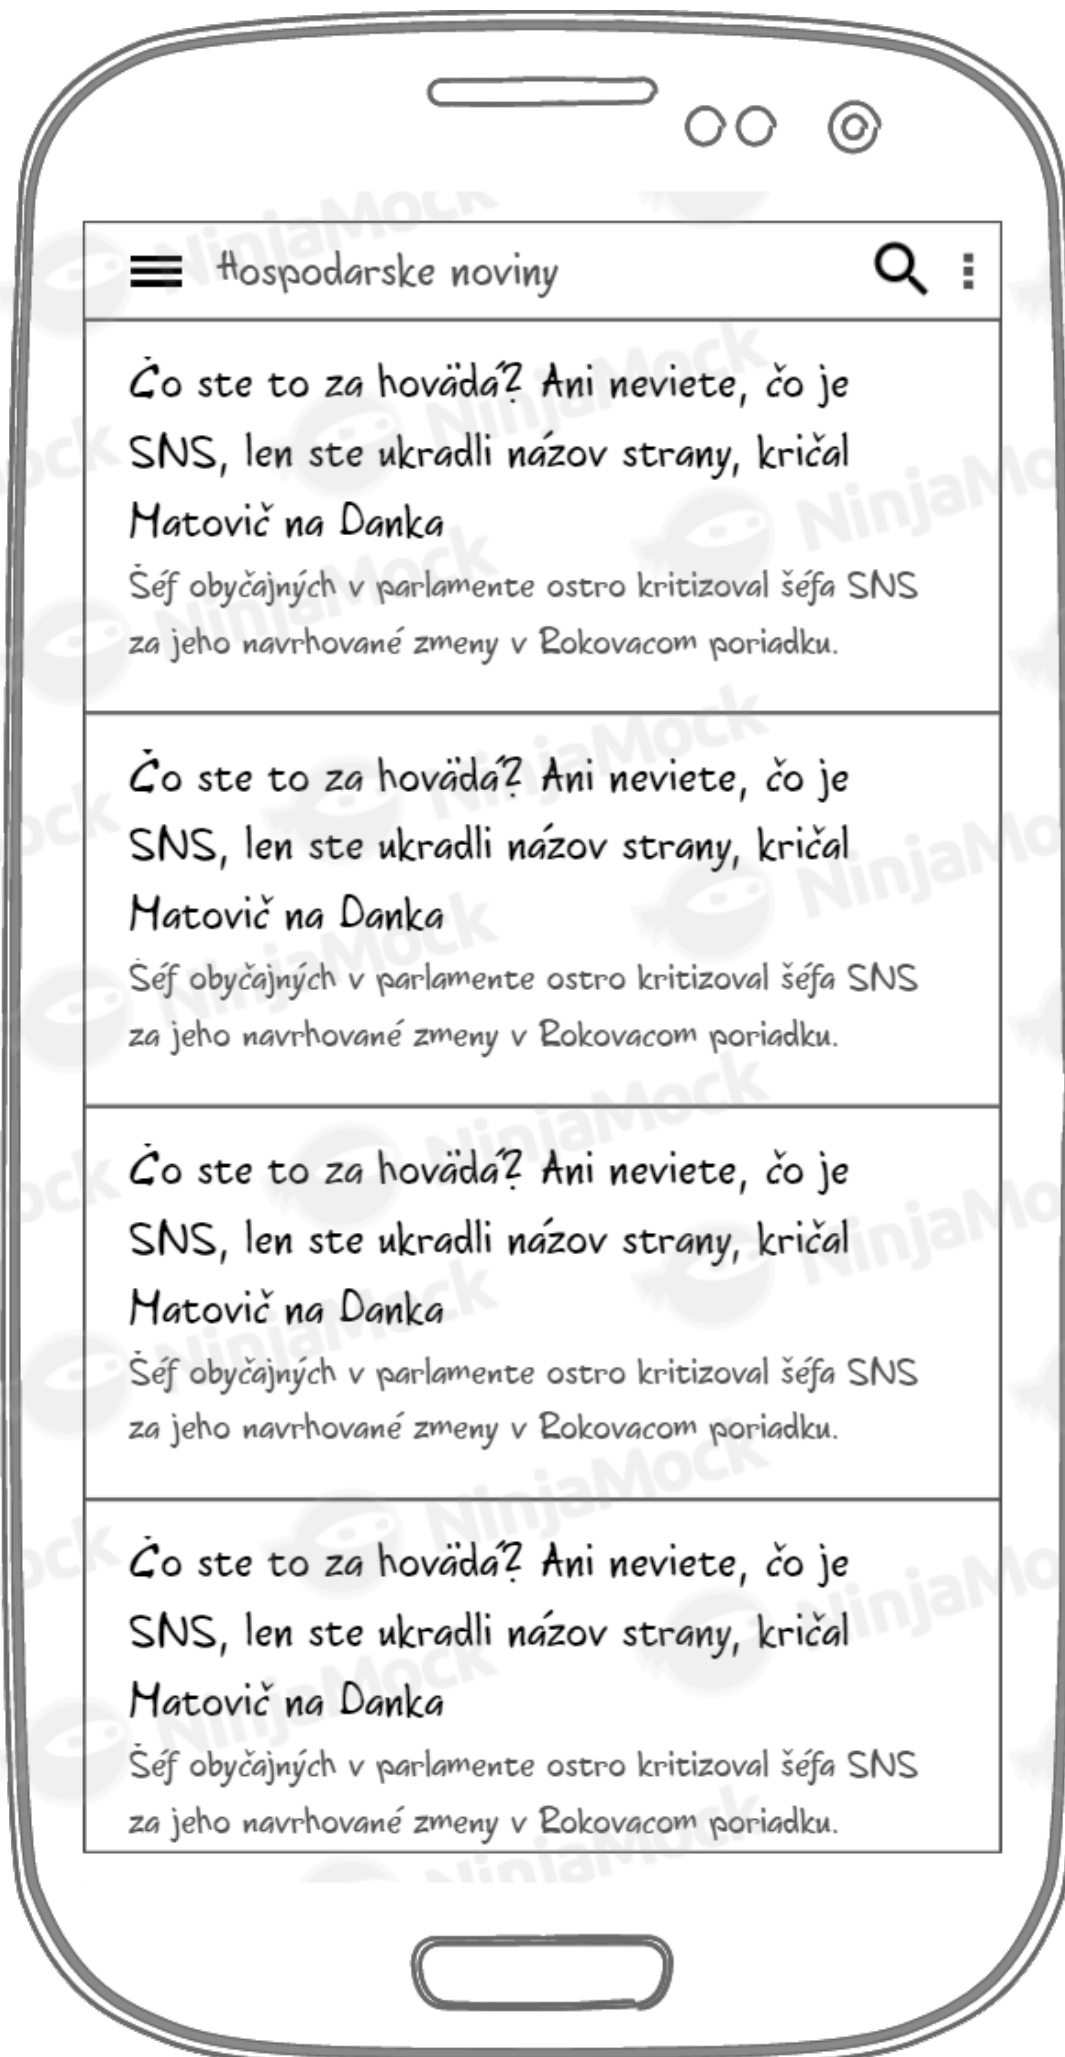 Hospodarske noviny
Čo ste to za hovädá? Ani neviete, čo je
SNS, len ste ukradli názov strany, kričal
Matovič na Danka
Šéf obyčajných v parlamente ostro kritizoval šéfa SNS
za jeho navrhované zmeny v Rokovacom poriadku.
Čo ste to za hovädá? Ani neviete, čo je
SNS, len ste ukradli názov strany, kričal
Matovič na Danka
Šéf obyčajných v parlamente ostro kritizoval šéfa SNS
za jeho navrhované zmeny v Rokovacom poriadku.
Čo ste to za hovädá? Ani neviete, čo je
SNS, len ste ukradli názov strany, kričal
Matovič na Danka
Šéf obyčajných v parlamente ostro kritizoval šéfa SNS
za jeho navrhované zmeny v Rokovacom poriadku.
Čo ste to za hovädá? Ani neviete, čo je
SNS, len ste ukradli názov strany, kričal
Matovič na Danka
Šéf obyčajných v parlamente ostro kritizoval šéfa SNS
za jeho navrhované zmeny v Rokovacom poriadku.
NinjaMock